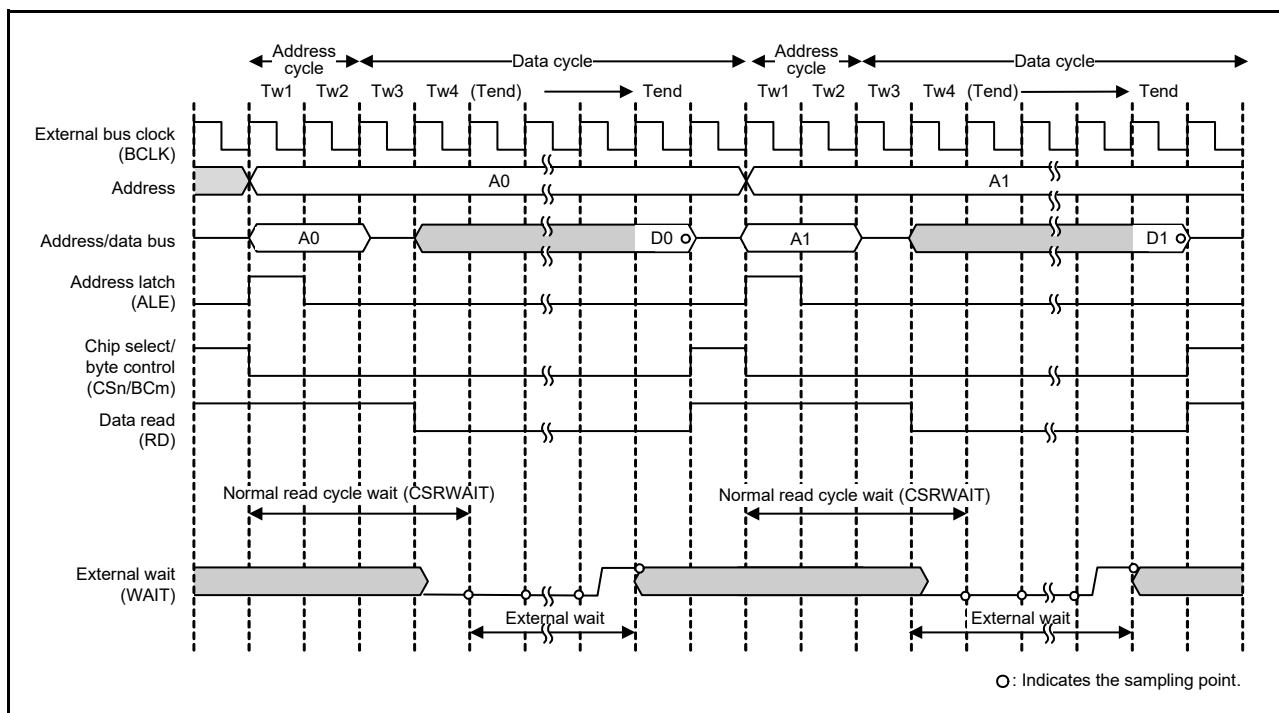 Address
cycle
Data cycle
Address
cycle
Data cycle
Tw1 Tw2 Tw3 Tw4 (Tend) Tend Tw1 Tw2 Tw3 Tw4 (Tend) Tend
External bus clock
(BCLK)
Address
A0
A1
Address/data bus
A0
D0
A1
D1
Address latch
(ALE)
Chip select/
byte control
(CSn/BCm)
Data read
(RD)
Normal read cycle wait (CSRWAIT)
Normal read cycle wait (CSRWAIT)
External wait
(WAIT)
External wait
External wait
: Indicates the sampling point.